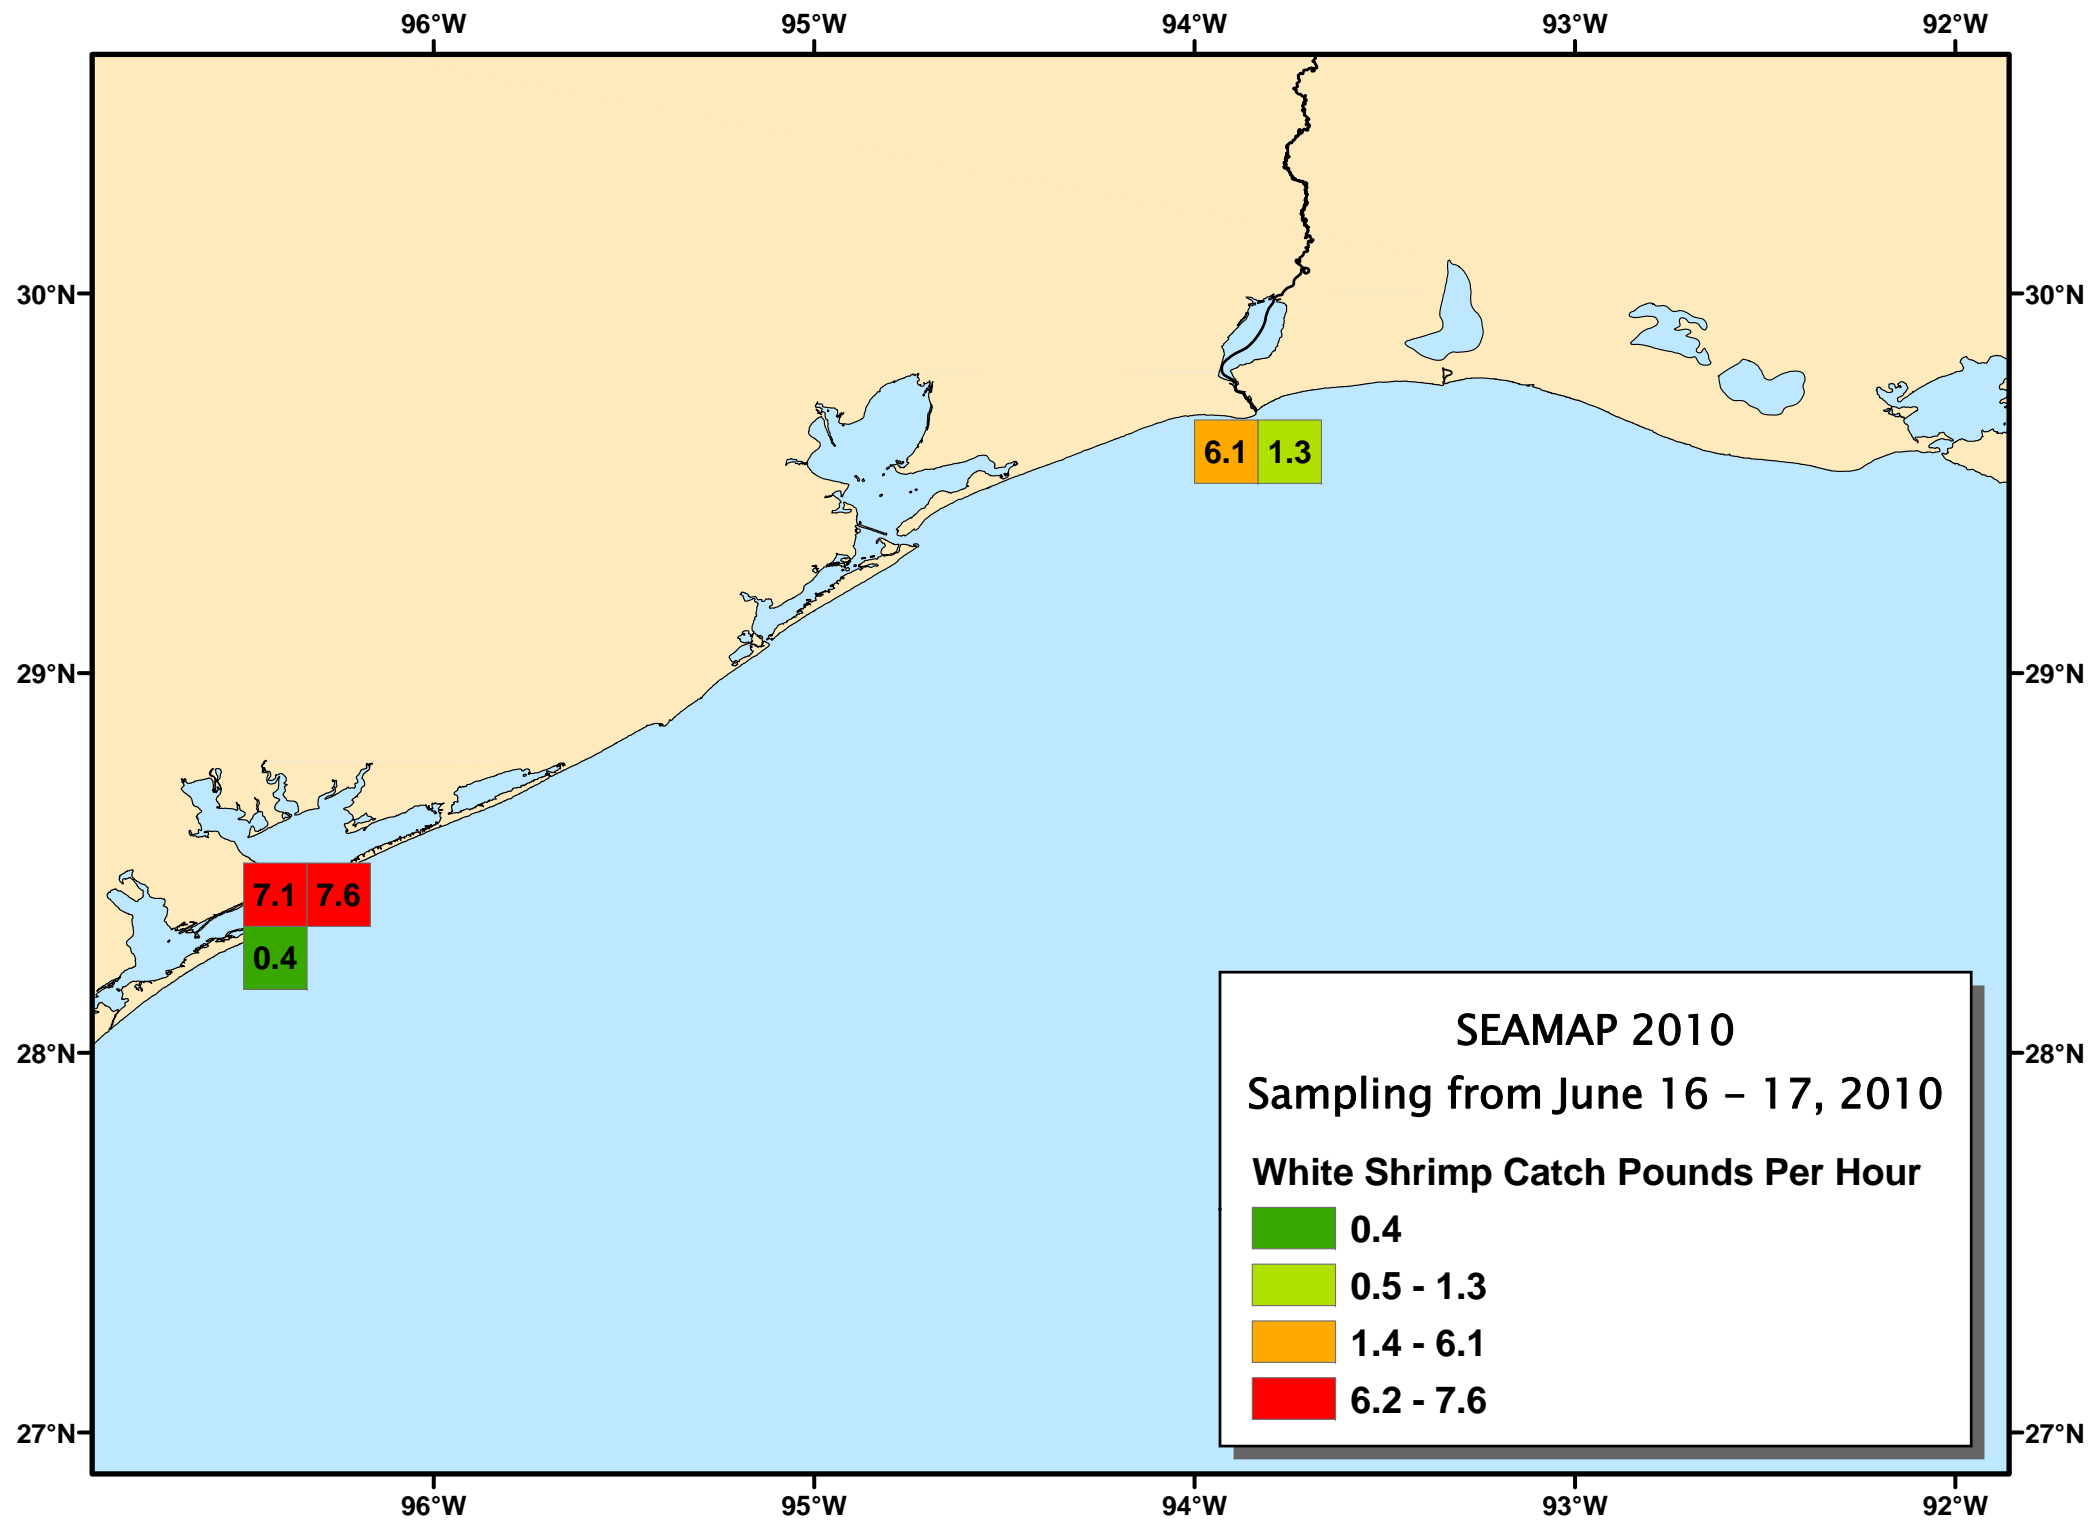 96°W 95°W 94°W 93°W 92°W
30°N 30°N
6.1 1.3
29°N 29°N
7.1 7.6
0.4
28°N 28°N
SEAMAP 2010
Sampling from June 16 – 17, 2010
White Shrimp Catch Pounds Per Hour
0.4
0.5 - 1.3
1.4 - 6.1
6.2 - 7.6
27°N 27°N
96°W 95°W 94°W 93°W 92°W